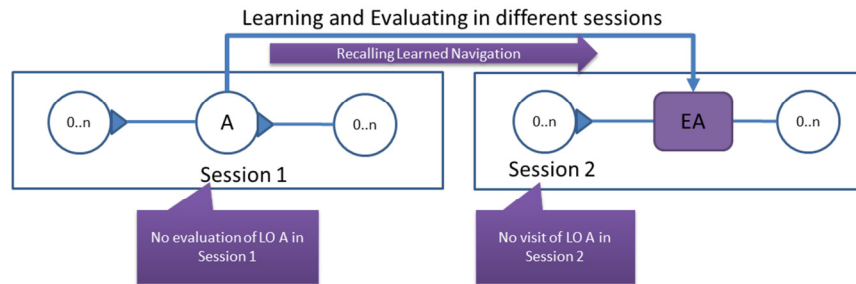 Learning and Evaluating in different sessions
Recalling Learned Navigation
0..n
A
0..n
Session 1
0..n
EA
0..n
Session 2
No evaluation of LO A in
Session 1
No visit of LO A in
Session 2